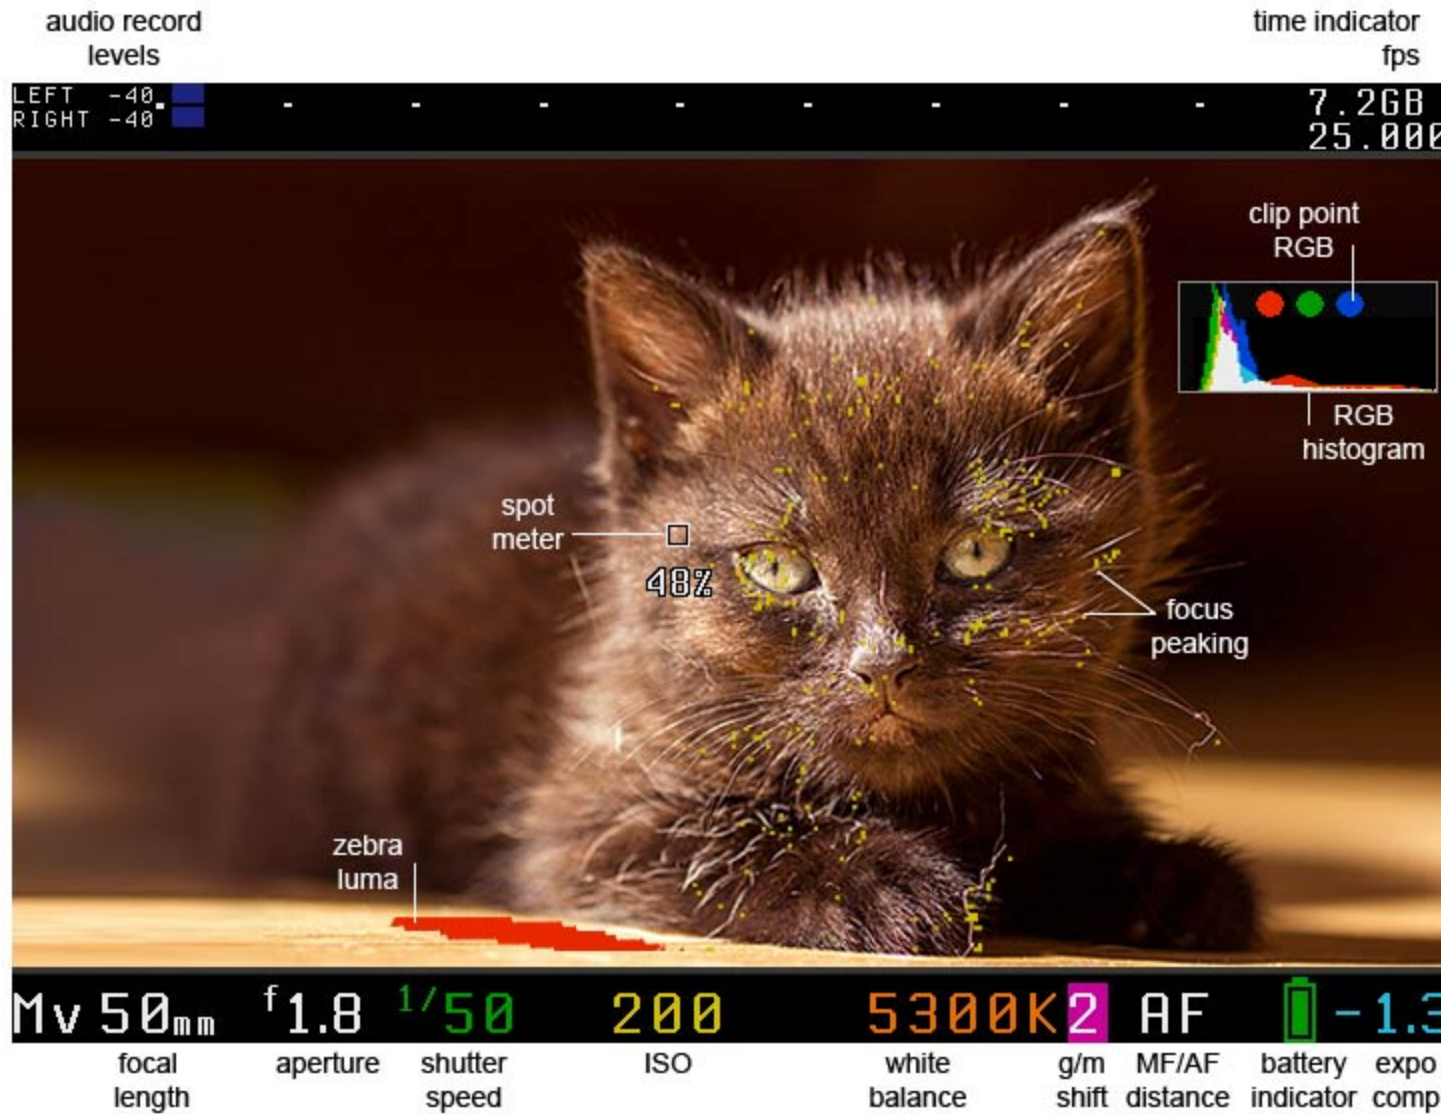 audio record
levels
time indicator
fps
LEFT -40
RIGHT -40
7.2GB
25.000
clip point
RGB
RGB
histogram
spot
meter
48%
focus
peaking
zebra
luma
Mv 50mm f1.8 1/50 200 5300K 2 AF -1.3
focal
length
aperture
shutter
speed
ISO
white
balance
g/m
shift
MF/AF
distance
battery
indicator
expo
comp